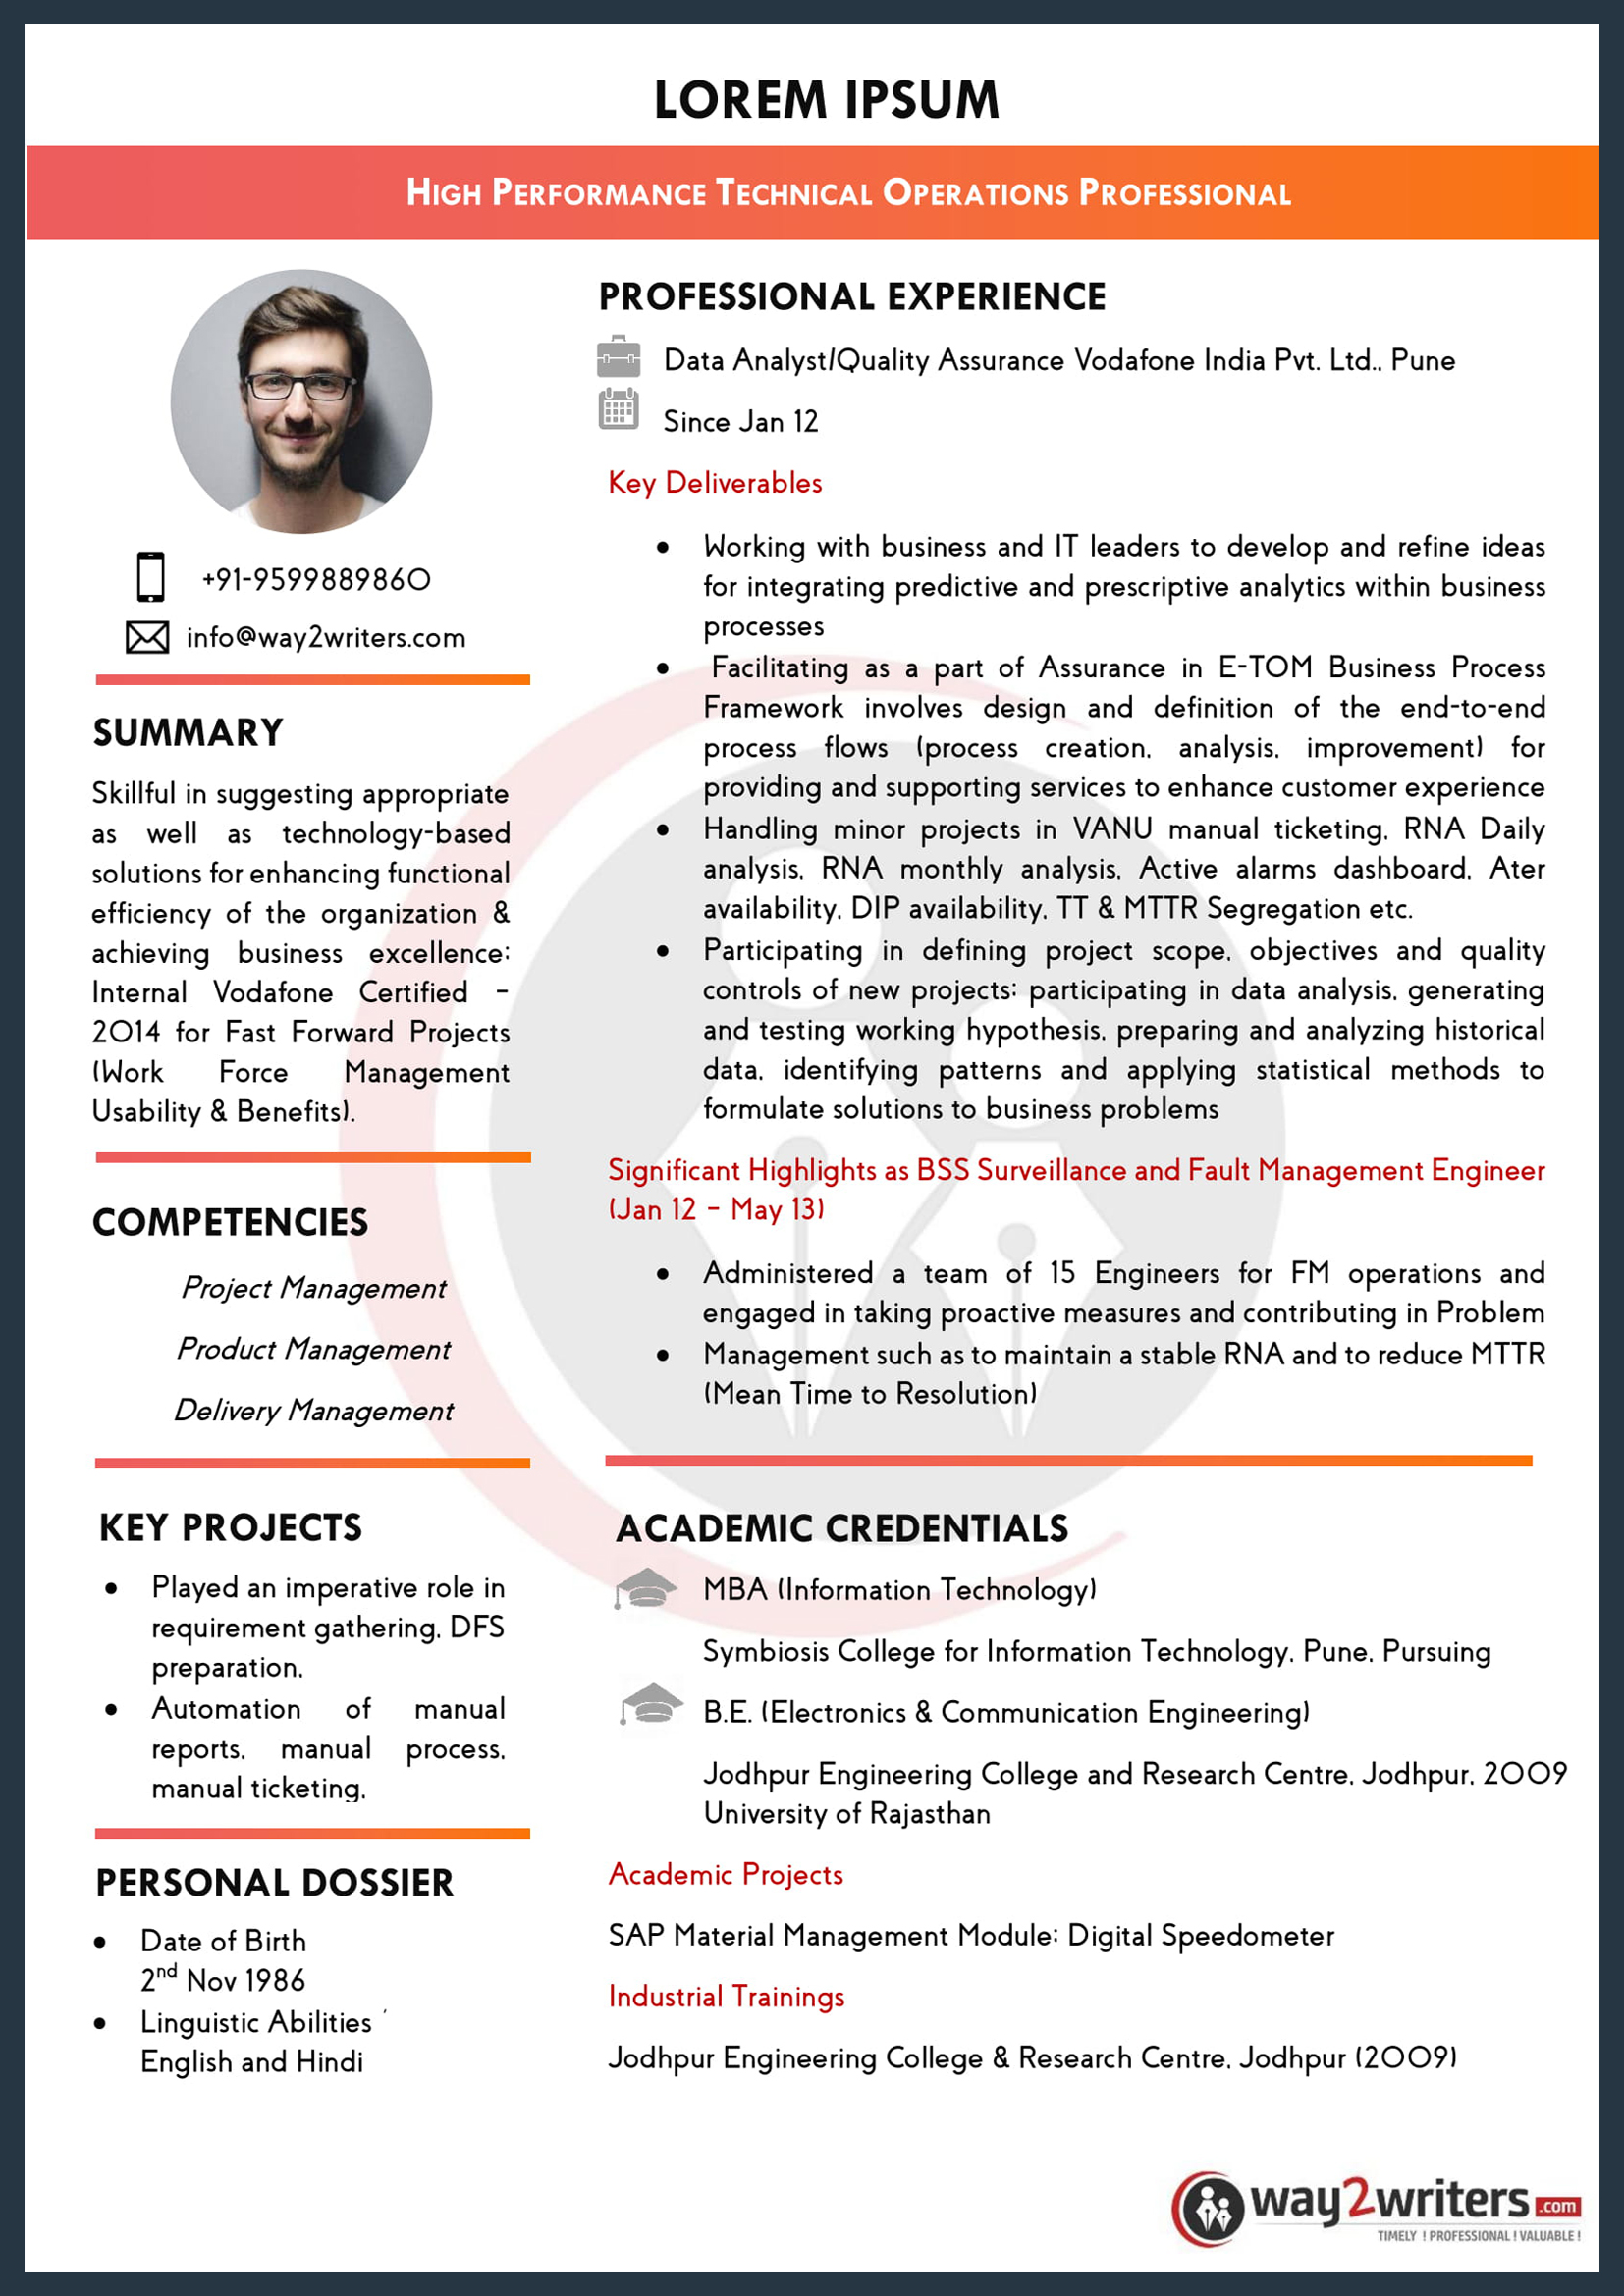 LOREM IPSUM
HIGH PERFORMANCE TECHNICAL OPERATIONS PROFESSIONAL
+91-9599889860
info@way2writers.com
SUMMARY
Skillful in suggesting appropriate
as well as technology-based
solutions for enhancing functional
efficiency of the organization &
achieving business excellence;
Internal Vodafone Certified –
2014 for Fast Forward Projects
(Work Force Management
Usability & Benefits).
COMPETENCIES
Project Management
Product Management
Delivery Management
KEY PROJECTS
• Played an imperative role in
requirement gathering, DFS
preparation,
• Automation of manual
reports, manual process,
manual ticketing,
PERSONAL DOSSIER
• Date of Birth
2nd Nov 1986
• Linguistic Abilities ′
English and Hindi
PROFESSIONAL EXPERIENCE
Data Analyst/Quality Assurance Vodafone India Pvt. Ltd., Pune
Since Jan 12
Key Deliverables
• Working with business and IT leaders to develop and refine ideas
for integrating predictive and prescriptive analytics within business
processes
• Facilitating as a part of Assurance in E-TOM Business Process
Framework involves design and definition of the end-to-end
process flows (process creation, analysis, improvement) for
providing and supporting services to enhance customer experience
• Handling minor projects in VANU manual ticketing, RNA Daily
analysis, RNA monthly analysis, Active alarms dashboard, Ater
availability, DIP availability, TT & MTTR Segregation etc.
• Participating in defining project scope, objectives and quality
controls of new projects; participating in data analysis, generating
and testing working hypothesis, preparing and analyzing historical
data, identifying patterns and applying statistical methods to
formulate solutions to business problems
Significant Highlights as BSS Surveillance and Fault Management Engineer
(Jan 12 – May 13)
• Administered a team of 15 Engineers for FM operations and
engaged in taking proactive measures and contributing in Problem
• Management such as to maintain a stable RNA and to reduce MTTR
(Mean Time to Resolution)
ACADEMIC CREDENTIALS
MBA (Information Technology)
Symbiosis College for Information Technology, Pune, Pursuing
B.E. (Electronics & Communication Engineering)
Jodhpur Engineering College and Research Centre, Jodhpur, 2009
University of Rajasthan
Academic Projects
SAP Material Management Module; Digital Speedometer
Industrial Trainings
Jodhpur Engineering College & Research Centre, Jodhpur (2009)
way2writers.com
TIMELY ! PROFESSIONAL ! VALUABLE !